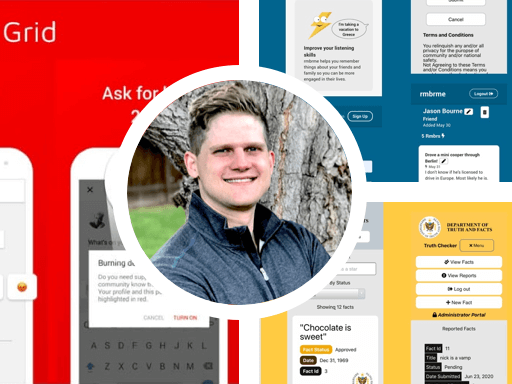 Grid
Ask for
What's
Burning d
Do you need sup
community know b
Your profile and this p
highlighted in red.
CANCEL TURN ON
A S D F G H J K L
Z X C V B N M
I'm taking a
vacation to
Greece
Improve your listening
skills
rmbrme helps you remember
things about your friends and
family so you can be more
engaged in their lives.
Sign Up
Showing 12 facts
"Chocolate is
sweet"
Fact Status Approved
Date Dec 31, 1969
Fact Id 3
Submit
Cancel
Terms and Conditions
You relinquish any and/or all
privacy for the purpose of
community and/or national
safety.
Not Agreeing to these Terms
and/or Conditions means you
rmbrme
Logout
Jason Bourne
Friend
Added May 30
5 Rmbrs
Drove a mini cooper through
Berlin!
May 31
I don't know if he's licensed to
drive in Europe. Most likely he is.
DEPARTMENT OF
TRUTH AND FACTS
Truth Checker
Menu
View Facts
View Reports
Log out
New Fact
Administrator Portal
Reported Facts
Fact Id 11
Title nick is a vamp
Status Pending
Date Submitted Jun 23, 2020